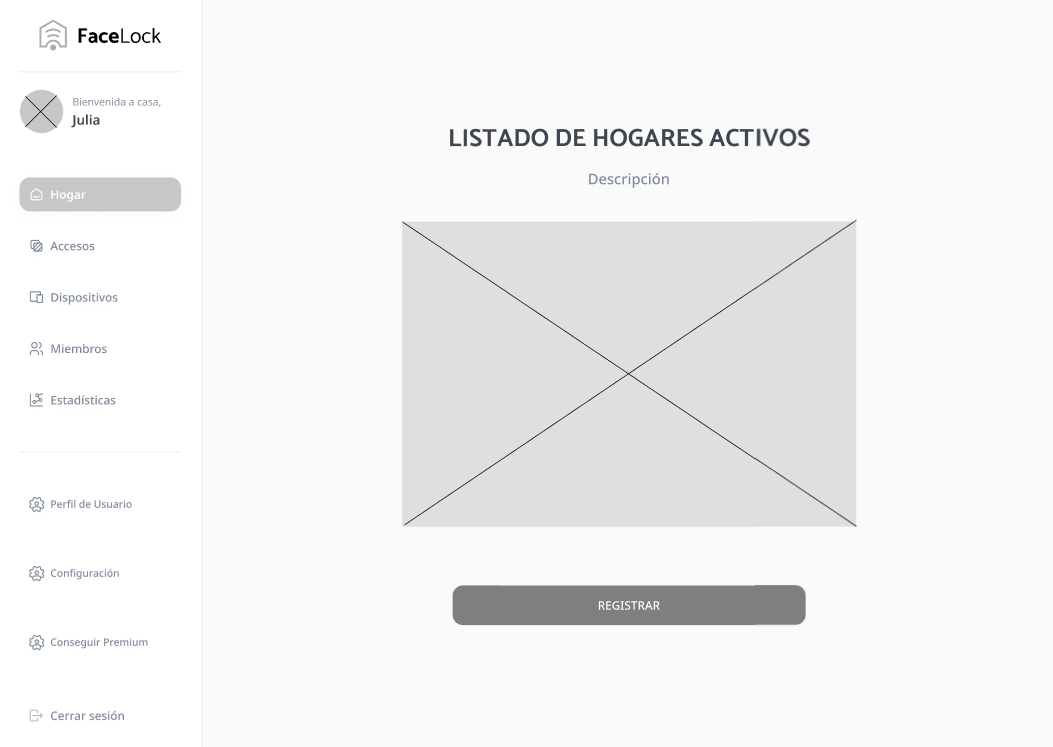 FaceLock
Bienvenida a casa,
Julia
Hogar
Accesos
Dispositivos
Miembros
Estadísticas
Perfil de Usuario
Configuración
Conseguir Premium
Cerrar sesión
LISTADO DE HOGARES ACTIVOS
Descripción
REGISTRAR